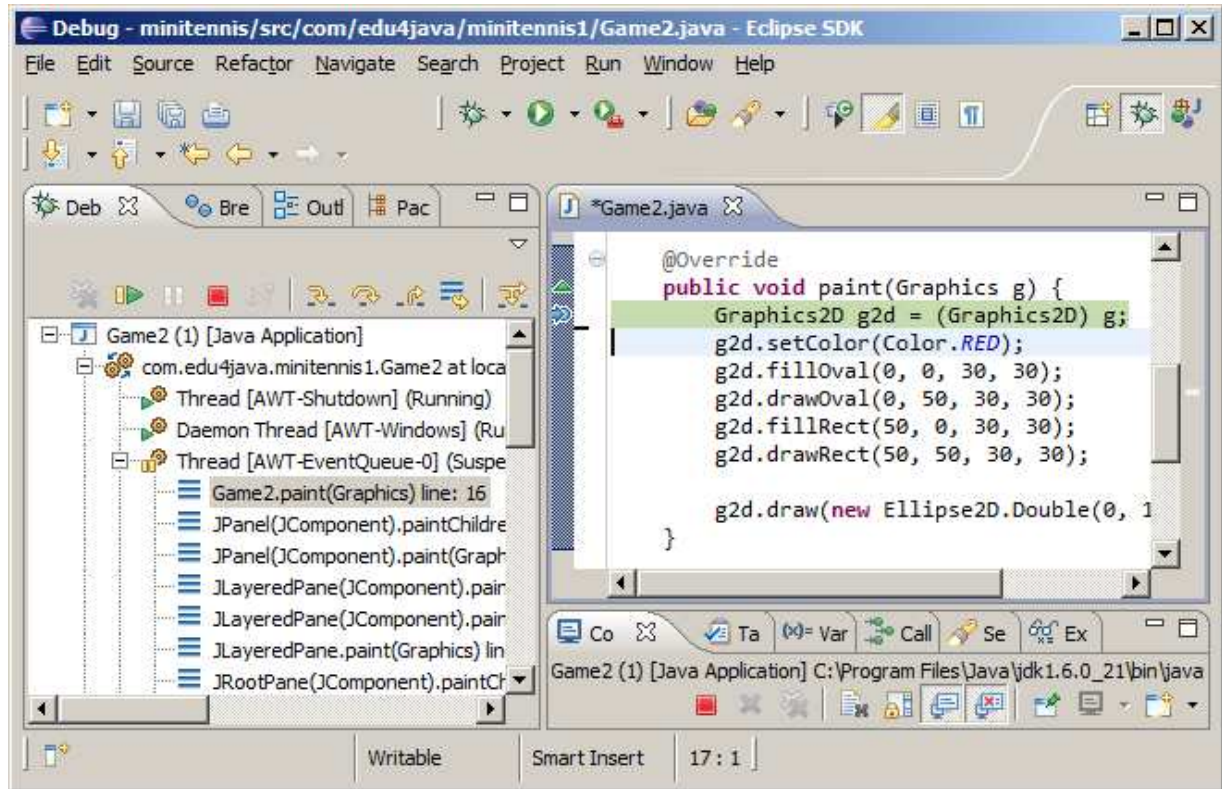 Debug - minitennis/src/com/edu4java/minitennis1/Game2.java - Eclipse SDK
File Edit Source Refactor Navigate Search Project Run Window Help
Deb Bre Outl Pac
Game2 (1) [Java Application]
com.edu4java.minitennis1.Game2 at loca
Thread [AWT-Shutdown] (Running)
Daemon Thread [AWT-Windows] (Ru
Thread [AWT-EventQueue-0] (Suspe
Game2.paint(Graphics) line: 16
JPanel(JComponent).paintChildre
JPanel(JComponent).paint(Graph
JLayeredPane(JComponent).pain
JLayeredPane(JComponent).pain
JLayeredPane.paint(Graphics) lin
JRootPane(JComponent).paintCh
*Game2.java
@Override
public void paint(Graphics g) {
Graphics2D g2d = (Graphics2D) g;
g2d.setColor(Color.RED);
g2d.fillOval(0, 0, 30, 30);
g2d.drawOval(0, 50, 30, 30);
g2d.fillRect(50, 0, 30, 30);
g2d.drawRect(50, 50, 30, 30);
g2d.draw(new Ellipse2D.Double(0, 1
}
Co Ta (x)= Var Call Se Ex
Game2 (1) [Java Application] C:\Program Files\Java\jdk1.6.0_21\bin\java
Writable Smart Insert 17 : 1